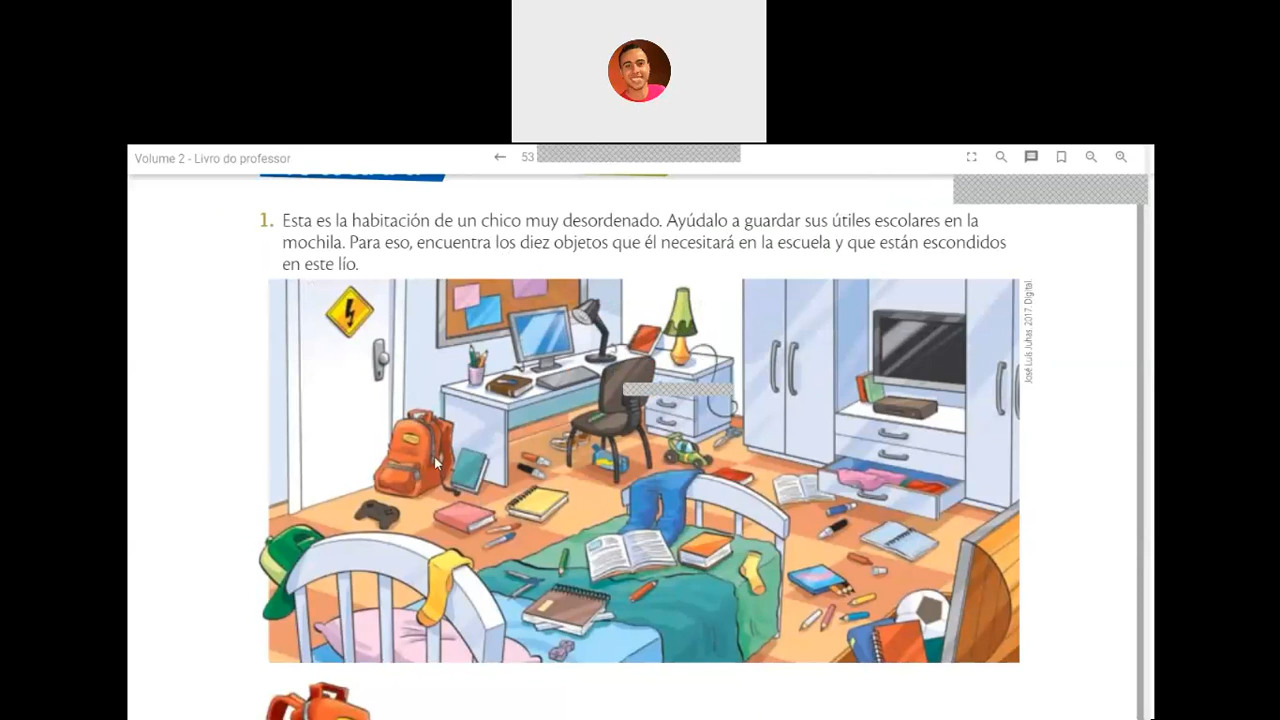 Volume 2 - Livro do professor
53
1. Esta es la habitación de un chico muy desordenado. Ayúdalo a guardar sus útiles escolares en la
mochila. Para eso, encuentra los diez objetos que él necesitará en la escuela y que están escondidos
en este lío.
José Luís Juhas. 2017. Digital.